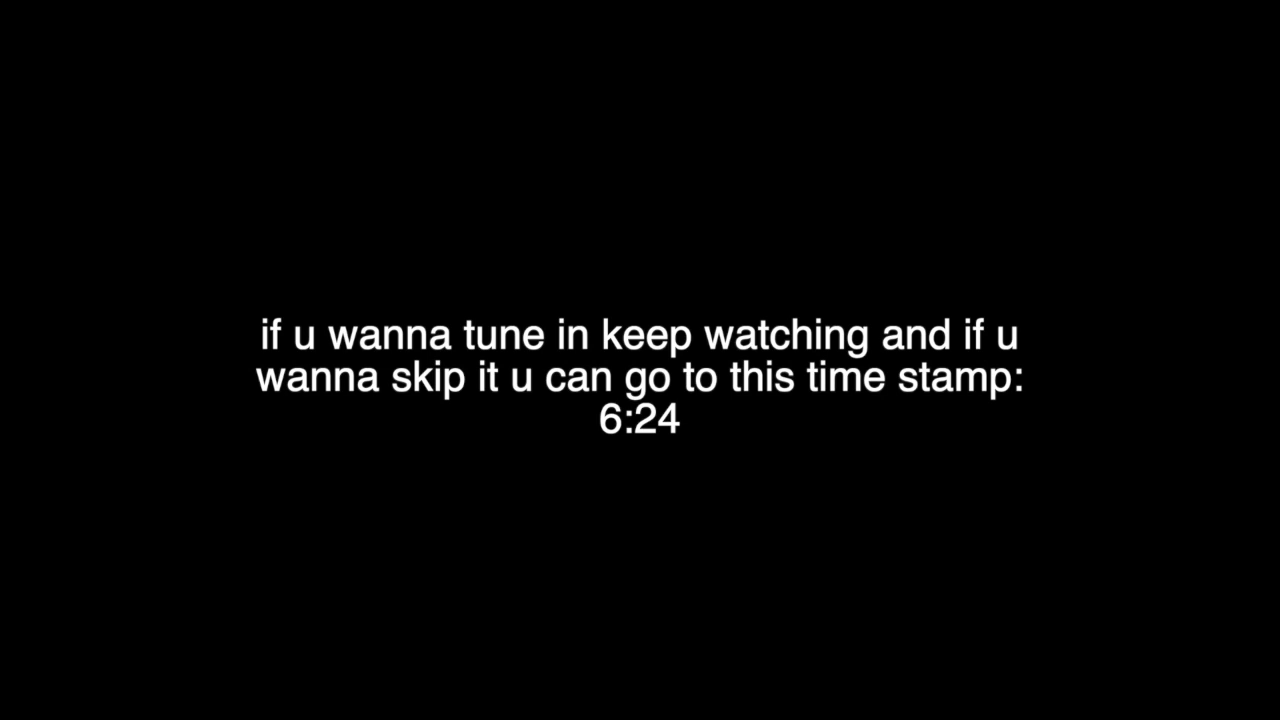 if u wanna tune in keep watching and if u
wanna skip it u can go to this time stamp:
6:24